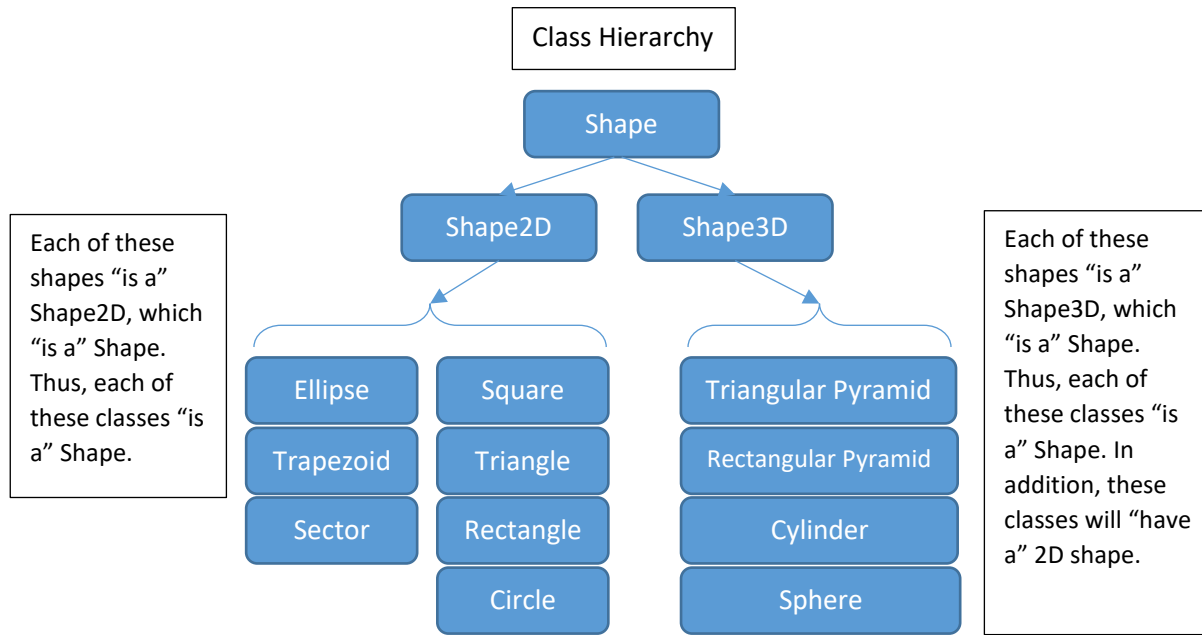 Class Hierarchy
Shape
Shape2D
Shape3D
Each of these
shapes “is a”
Shape2D, which
“is a” Shape.
Thus, each of
these classes “is
a” Shape.
Ellipse
Trapezoid
Sector
Square
Triangle
Rectangle
Circle
Triangular Pyramid
Rectangular Pyramid
Cylinder
Sphere
Each of these
shapes “is a”
Shape3D, which
“is a” Shape.
Thus, each of
these classes “is
a” Shape. In
addition, these
classes will “have
a” 2D shape.